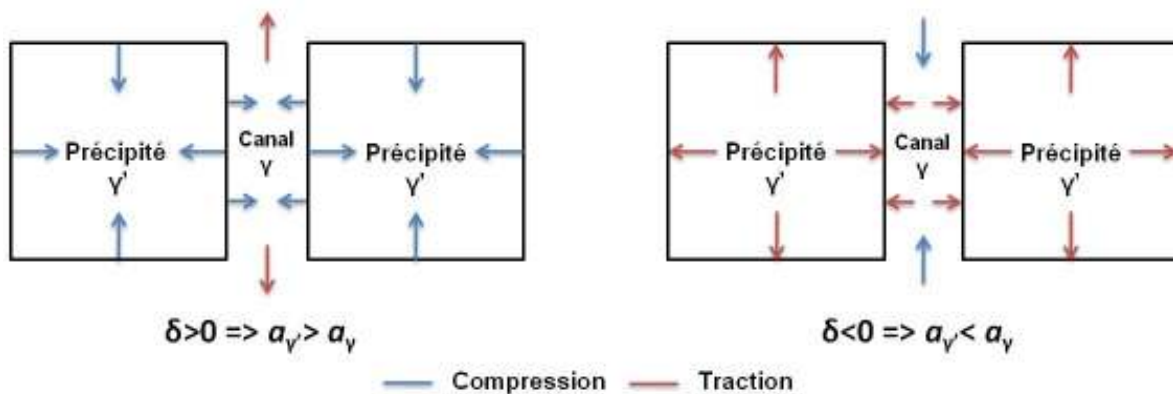 Précipité
γ'
Canal
γ
Précipité
γ'
Précipité
γ'
Canal
γ
Précipité
γ'
δ>0 => aγ'> aγ
δ<0 => aγ'< aγ
Compression
Traction